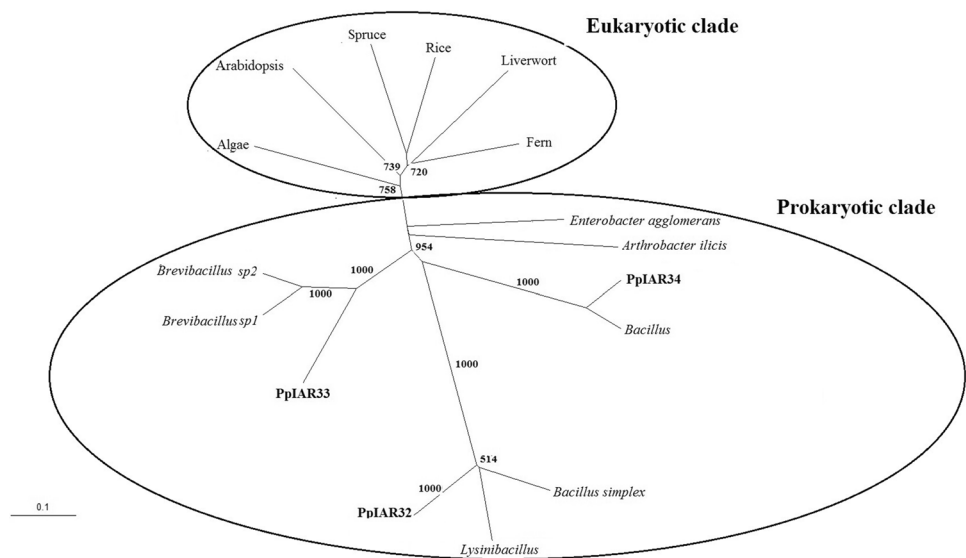 Eukaryotic clade
Spruce
Rice
Arabidopsis
Liverwort
Algae
Fern
739
720
758
Prokaryotic clade
Enterobacter agglomerans
954
Arthrobacter ilicis
Brevibacillus sp2
1000
1000
PpIAR34
1000
Brevibacillus sp1
Bacillus
1000
PpIAR33
514
1000
Bacillus simplex
PpIAR32
0.1
Lysinibacillus